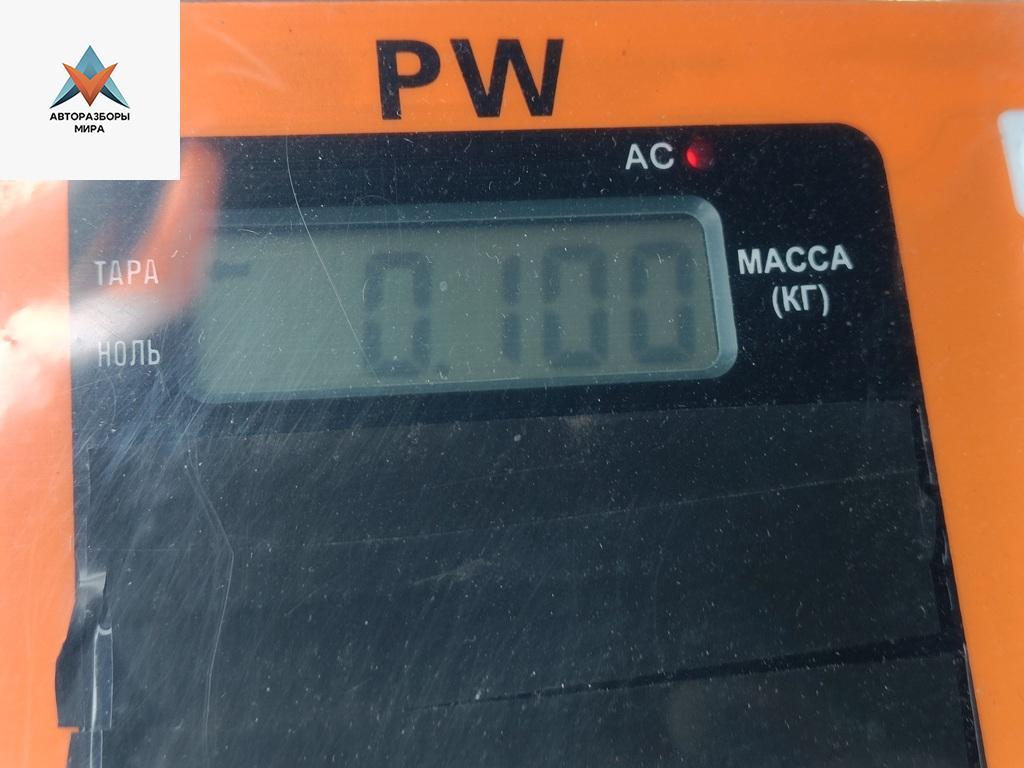 АВТОРАЗБОРЫ
МИРА
PW
AC
ТАРА
0.100
МАССА
(КГ)
НОЛЬ